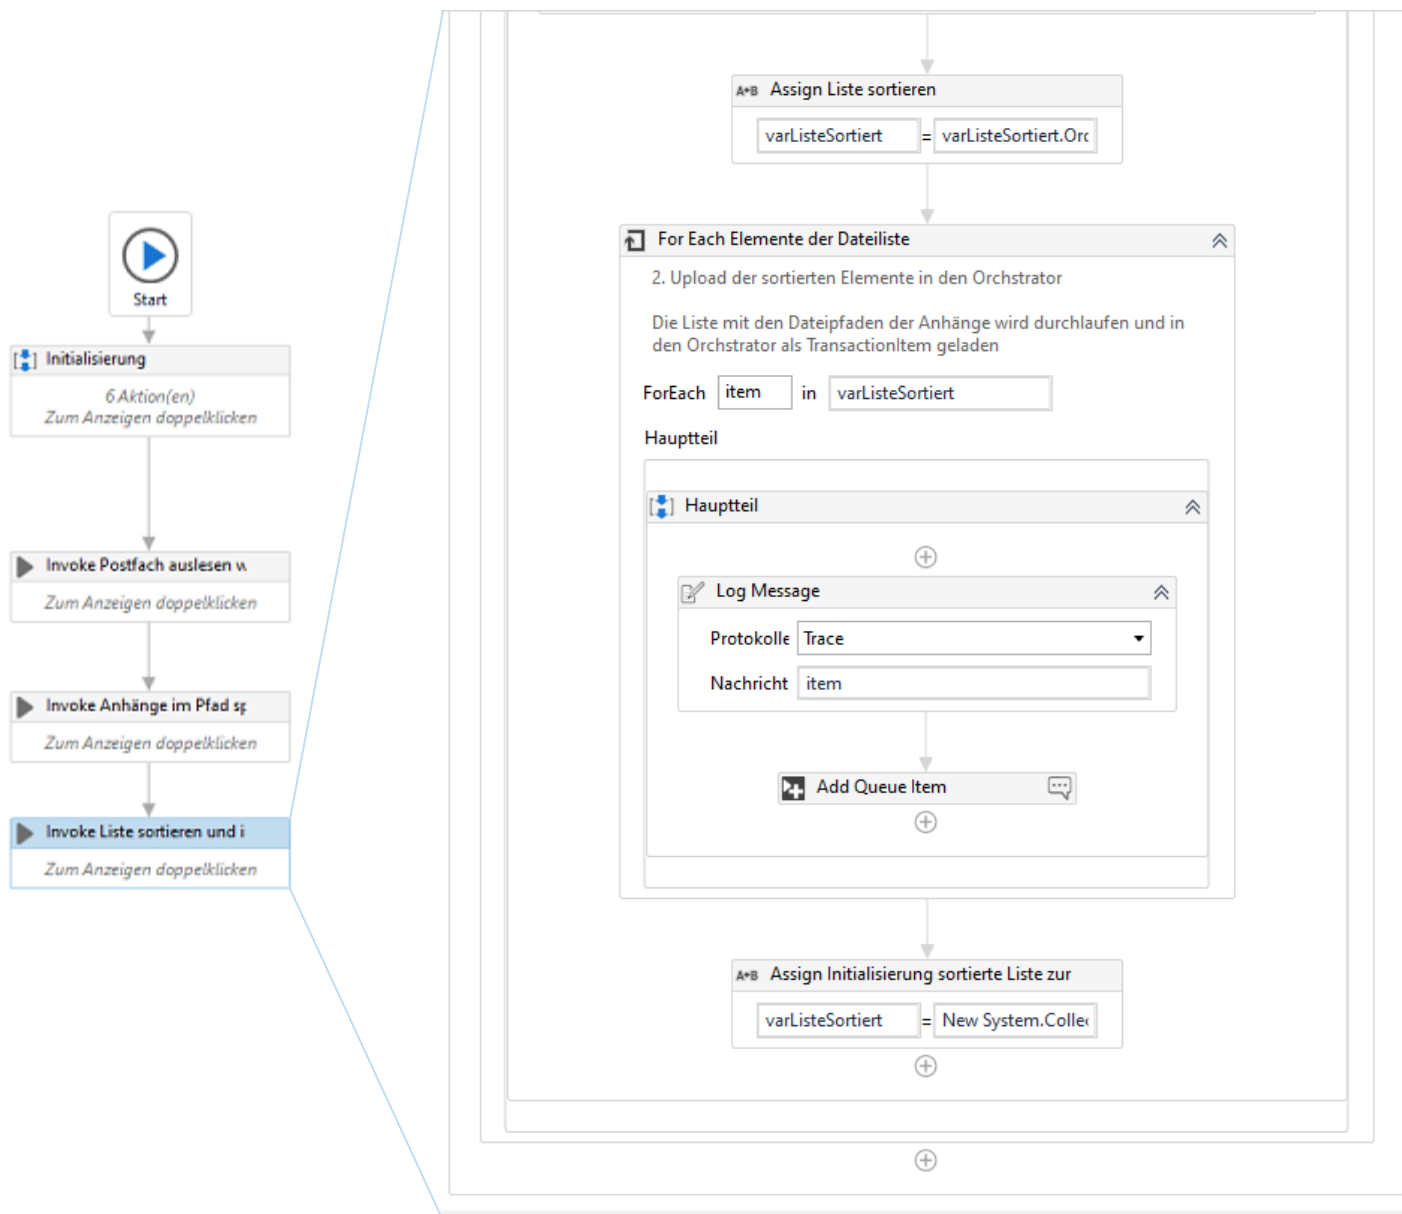 Start
Initialisierung
6 Aktion(en)
Zum Anzeigen doppelklicken
Invoke Postfach auslesen w
Zum Anzeigen doppelklicken
Invoke Anhänge im Pfad sp
Zum Anzeigen doppelklicken
Invoke Liste sortieren und i
Zum Anzeigen doppelklicken
A+B Assign Liste sortieren
varListeSortiert = varListeSortiert.Orc
For Each Elemente der Dateiliste
2. Upload der sortierten Elemente in den Orchstrator
Die Liste mit den Dateipfaden der Anhänge wird durchlaufen und in
den Orchstrator als TransactionItem geladen
ForEach item in varListeSortiert
Hauptteil
Hauptteil
Log Message
Protokolle Trace
Nachricht item
Add Queue Item
A+B Assign Initialisierung sortierte Liste zur
varListeSortiert = New System.Collec